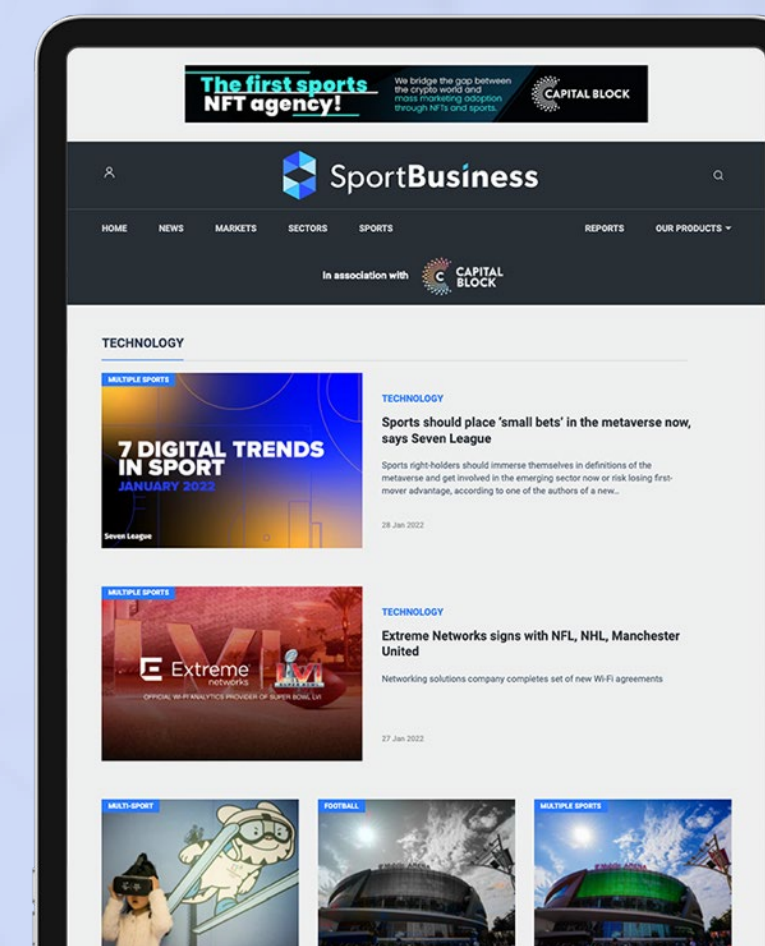 The first sports
NFT agency!
We bridge the gap between
the crypto world and
mass marketing adoption
through NFTs and sports.
CAPITAL BLOCK
SportBusiness
HOME NEWS MARKETS SECTORS SPORTS REPORTS OUR PRODUCTS
In association with
C CAPITAL
BLOCK
TECHNOLOGY
MULTIPLE SPORTS
7 DIGITAL TRENDS
IN SPORT
JANUARY 2022
Seven League
TECHNOLOGY
Sports should place ‘small bets’ in the metaverse now,
says Seven League
Sports right-holders should immerse themselves in definitions of the
metaverse and get involved in the emerging sector now or risk losing first-
mover advantage, according to one of the authors of a new…
28 Jan 2022
MULTIPLE SPORTS
LVI
Extreme
networks
LVI
SUPER BOWL
OFFICIAL WI-FI ANALYTICS PROVIDER OF SUPER BOWL LVI
TECHNOLOGY
Extreme Networks signs with NFL, NHL, Manchester
United
Networking solutions company completes set of new Wi-Fi agreements
27 Jan 2022
MULTI-SPORT
FOOTBALL
MULTIPLE SPORTS